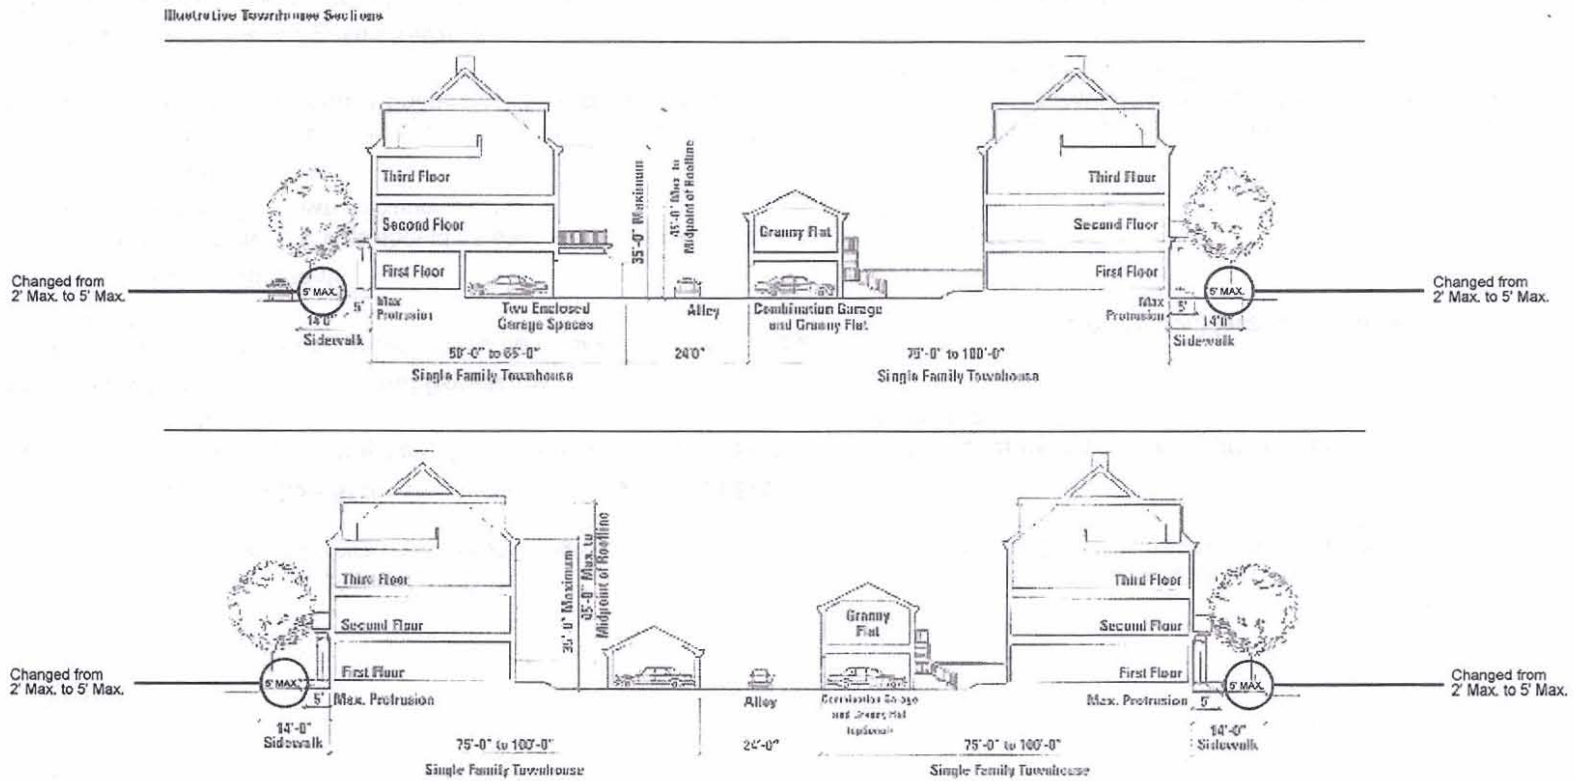 Illustrative Townhouse Sections
Third Floor
Second Floor
First Floor
35'-0" Maximum
45'-0" Max. to
Midpoint of Roofline
Granny Flat
Third Floor
Second Floor
First Floor
Changed from
2' Max. to 5' Max.
5' MAX.
5'
Max
Protrusion
14'0"
Sidewalk
Two Enclosed
Garage Spaces
Alley
Combination Garage
and Granny Flat
Max
Protrusion
5'
5' MAX.
14'0"
Sidewalk
Changed from
2' Max. to 5' Max.
50'-0" to 65'-0"
24'0"
75'-0" to 100'-0"
Single Family Townhouse
Single Family Townhouse
Third Floor
Second Floor
First Floor
35'-0" Maximum
45'-0" Max. to
Midpoint of Roofline
Granny
Flat
Third Floor
Second Floor
First Floor
Changed from
2' Max. to 5' Max.
5' MAX.
5'
Max. Protrusion
14'-0"
Sidewalk
Alley
Combination Garage
and Granny Flat
(optional)
Max. Protrusion
5'
5' MAX.
14'-0"
Sidewalk
Changed from
2' Max. to 5' Max.
75'-0" to 100'-0"
24'-0"
75'-0" to 100'-0"
Single Family Townhouse
Single Family Townhouse